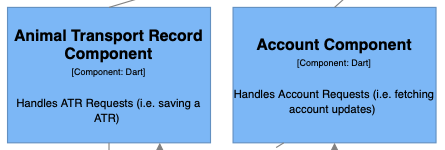 Animal Transport Record
Component
[Component: Dart]
Handles ATR Requests (i.e. saving a
ATR)
Account Component
[Component: Dart]
Handles Account Requests (i.e. fetching
account updates)